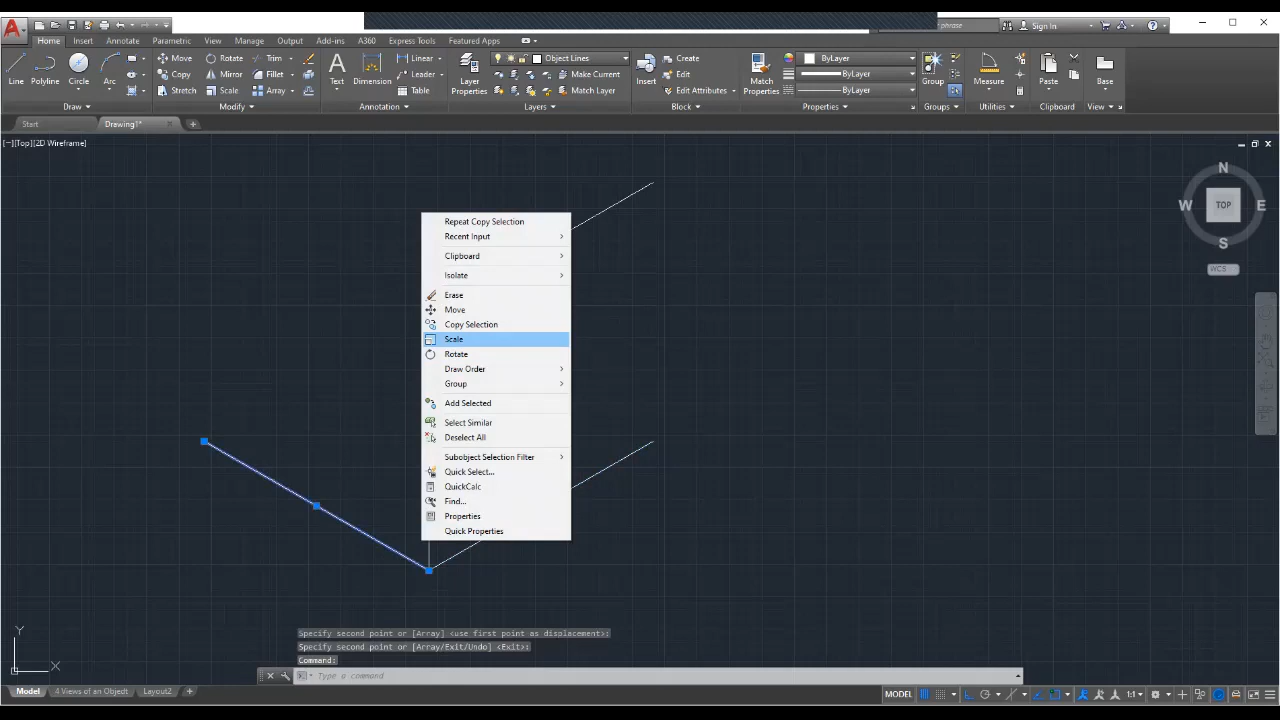 phrase
Sign In
Home Insert Annotate Parametric View Manage Output Add-ins A360 Express Tools Featured Apps
Line
Polyline
Circle
Arc
Move
Rotate
Trim
Copy
Mirror
Fillet
Stretch
Scale
Array
Text
Dimension
Linear
Leader
Table
Layer
Properties
Object Lines
Make Current
Match Layer
Insert
Create
Edit
Edit Attributes
Match
Properties
ByLayer
ByLayer
ByLayer
Group
Measure
Paste
Base
Draw
Modify
Annotation
Layers
Block
Properties
Groups
Utilities
Clipboard
View
Start
Drawing1*
[−][Top][2D Wireframe]
N
W
TOP
E
S
WCS
Repeat Copy Selection
Recent Input
Clipboard
Isolate
Erase
Move
Copy Selection
Scale
Rotate
Draw Order
Group
Add Selected
Select Similar
Deselect All
Subobject Selection Filter
Quick Select...
QuickCalc
Find...
Properties
Quick Properties
Y
X
Specify second point or [Array] <use first point as displacement>:
Specify second point or [Array/Exit/Undo] <Exit>:
Command:
Type a command
Model
4 Views of an Object
Layout2
MODEL
1:1